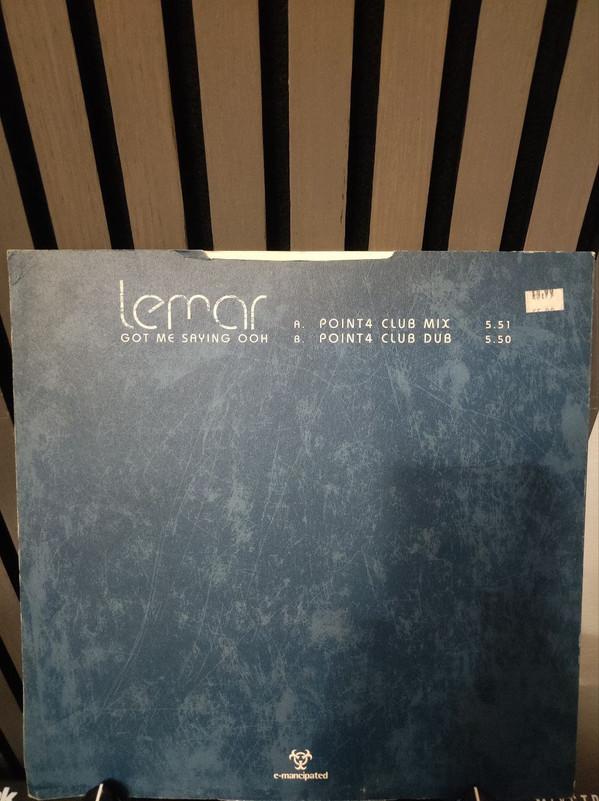 lemar
GOT ME SAYING OOH
A. POINT4 CLUB MIX 5.51
B. POINT4 CLUB DUB 5.50
e-mancipated